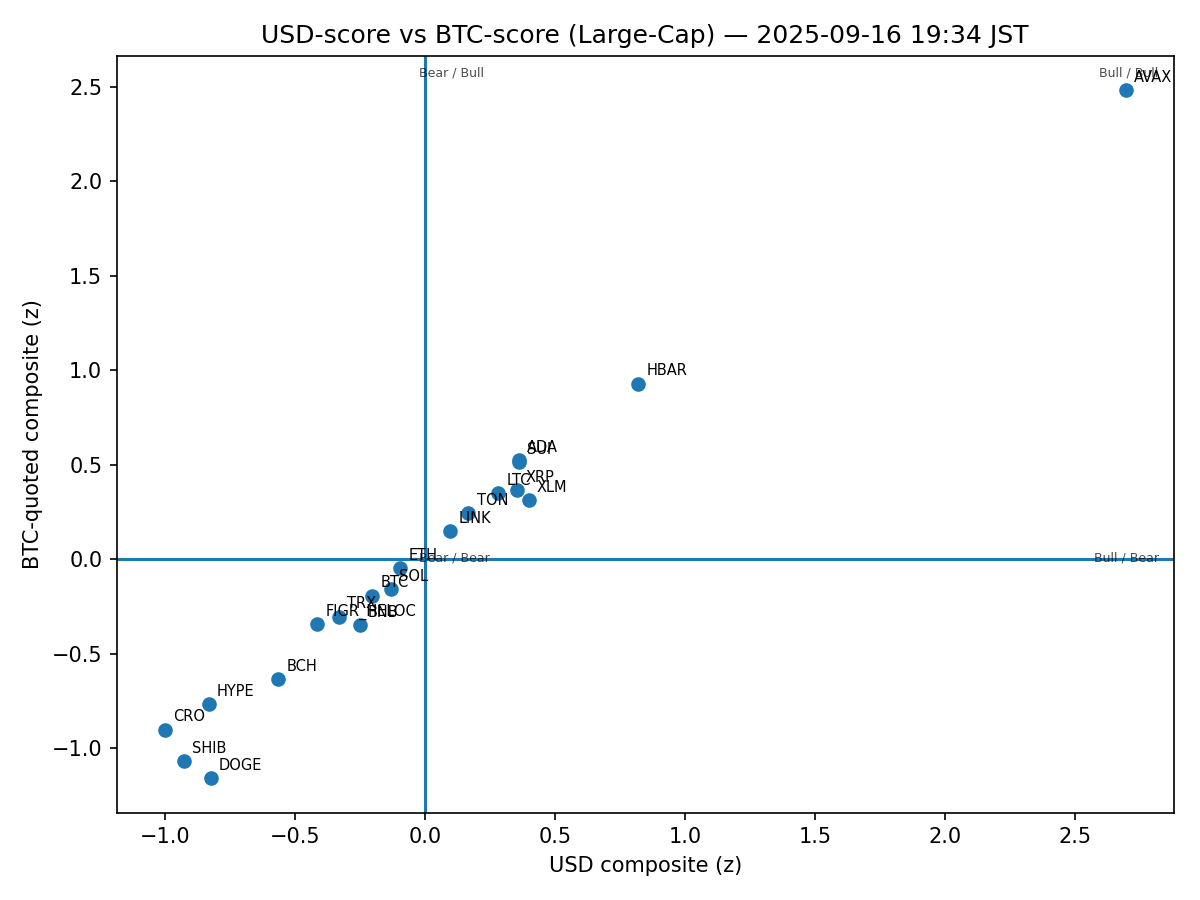 USD-score vs BTC-score (Large-Cap) — 2025-09-16 19:34 JST
Bear / Bull
Bull / Bull
AVAX
HBAR
ADA
SUI
XRP
LTC
XLM
TON
LINK
ETH
Bear / Bear
Bull / Bear
SOL
BTC
TRX
FIGR_HELOC
BNB
BCH
HYPE
CRO
SHIB
DOGE
2.5
2.0
1.5
1.0
0.5
0.0
−0.5
−1.0
BTC-quoted composite (z)
−1.0
−0.5
0.0
0.5
1.0
1.5
2.0
2.5
USD composite (z)